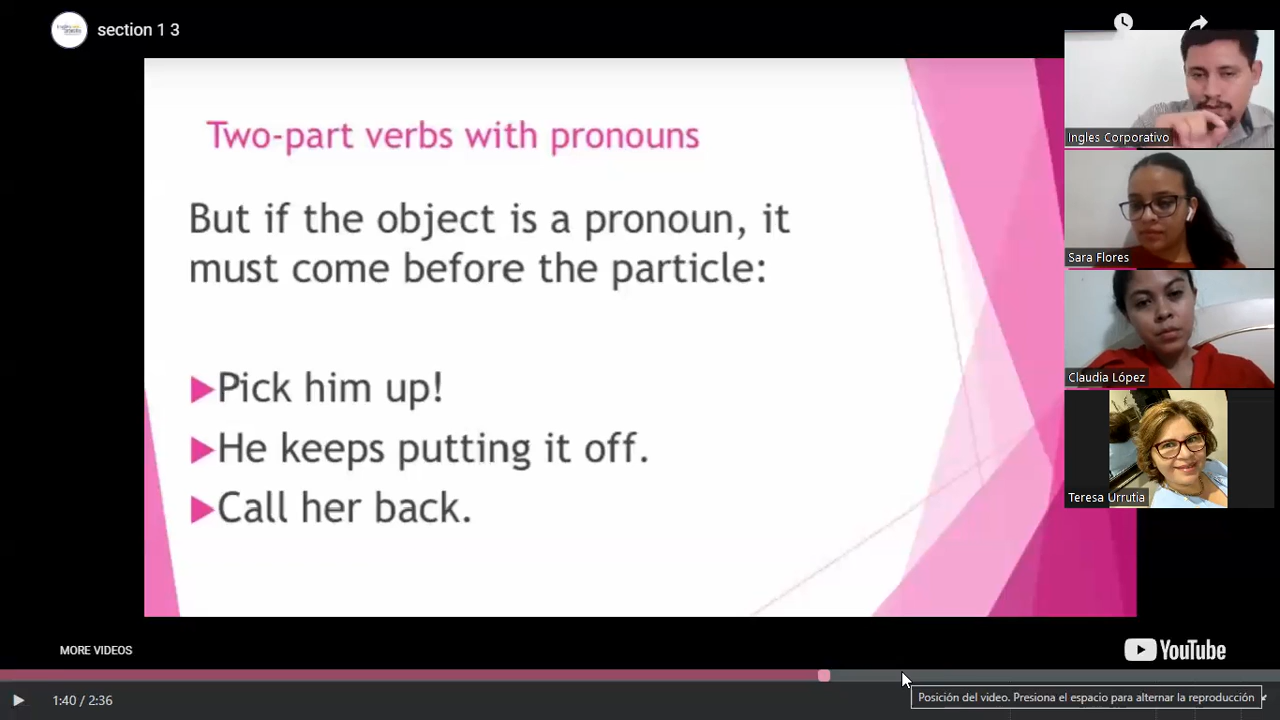 section 1 3
Two-part verbs with pronouns
But if the object is a pronoun, it
must come before the particle:
Pick him up!
He keeps putting it off.
Call her back.
Ingles Corporativo
Sara Flores
Claudia López
Teresa Urrutia
MORE VIDEOS
YouTube
1:40 / 2:36
Posición del video. Presiona el espacio para alternar la reproducción